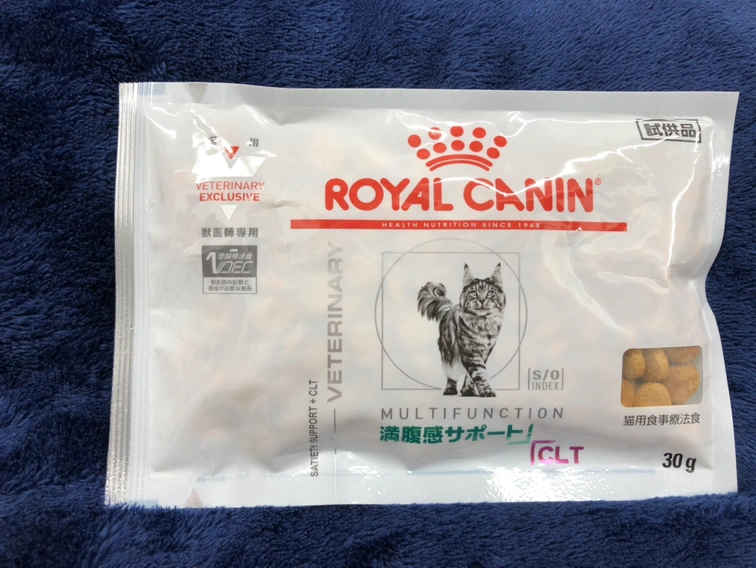 試供品
VETERINARY
EXCLUSIVE
獣医師専用
VDEC
ROYAL CANIN®
HEALTH NUTRITION SINCE 1968
VETERINARY
SATIETY SUPPORT + CLT
S/O
INDEX
MULTIFUNCTION
満腹感サポート
CLT
猫用食事療法食
30g